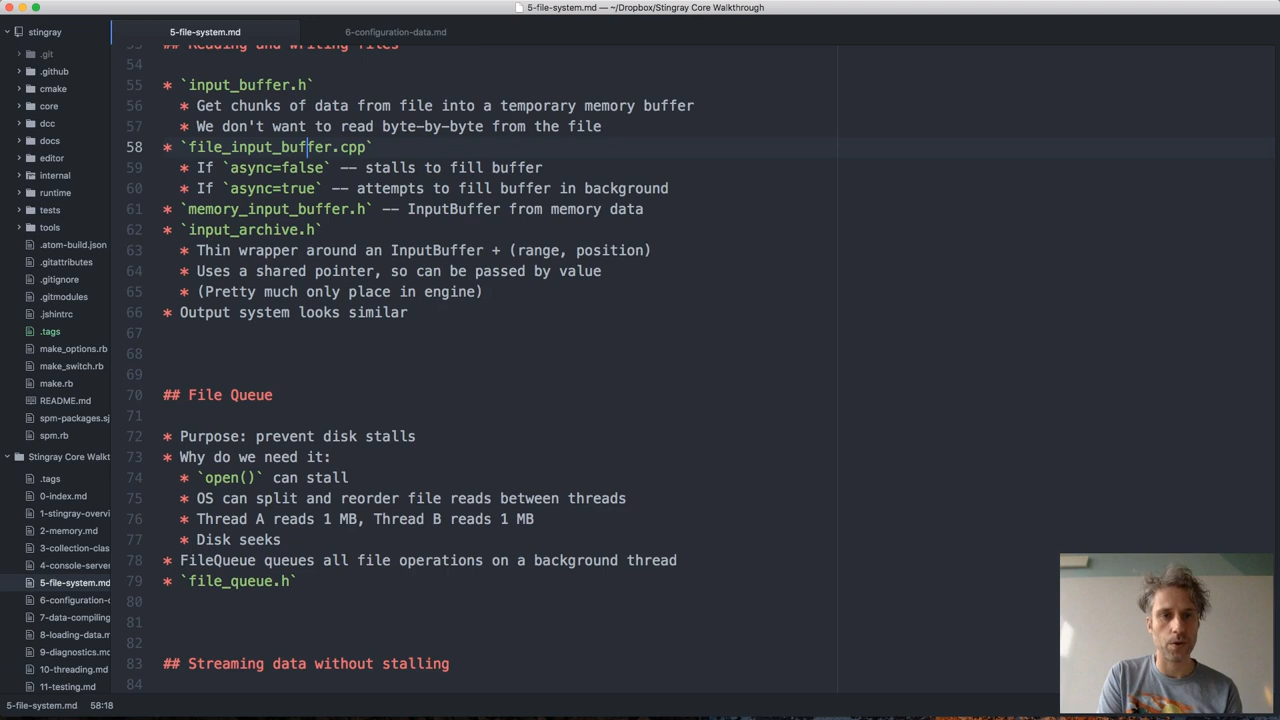 5-file-system.md — ~/Dropbox/Stingray Core Walkthrough
stingray
.git
.github
cmake
core
dcc
docs
editor
internal
runtime
tests
tools
.atom-build.json
.gitattributes
.gitignore
.gitmodules
.jshintrc
.tags
make_options.rb
make_switch.rb
make.rb
README.md
spm-packages.sj
spm.rb
Stingray Core Walkt
.tags
0-index.md
1-stingray-overvi
2-memory.md
3-collection-clas
4-console-server
5-file-system.md
6-configuration-d
7-data-compiling
8-loading-data.m
9-diagnostics.md
10-threading.md
11-testing.md
5-file-system.md 6-configuration-data.md
53 ## Reading and writing files
54
55 * `input_buffer.h`
56 * Get chunks of data from file into a temporary memory buffer
57 * We don't want to read byte-by-byte from the file
58 * `file_input_buffer.cpp`
59 * If `async=false` -- stalls to fill buffer
60 * If `async=true` -- attempts to fill buffer in background
61 * `memory_input_buffer.h` -- InputBuffer from memory data
62 * `input_archive.h`
63 * Thin wrapper around an InputBuffer + (range, position)
64 * Uses a shared pointer, so can be passed by value
65 * (Pretty much only place in engine)
66 * Output system looks similar
67
68
69
70 ## File Queue
71
72 * Purpose: prevent disk stalls
73 * Why do we need it:
74 * `open()` can stall
75 * OS can split and reorder file reads between threads
76 * Thread A reads 1 MB, Thread B reads 1 MB
77 * Disk seeks
78 * FileQueue queues all file operations on a background thread
79 * `file_queue.h`
80
81
82
83 ## Streaming data without stalling
84
5-file-system.md 58:18